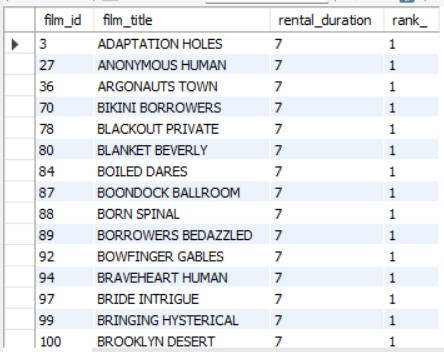 film_id film_title rental_duration rank_
3 ADAPTATION HOLES 7 1
27 ANONYMOUS HUMAN 7 1
36 ARGONAUTS TOWN 7 1
70 BIKINI BORROWERS 7 1
78 BLACKOUT PRIVATE 7 1
80 BLANKET BEVERLY 7 1
84 BOILED DARES 7 1
87 BOONDOCK BALLROOM 7 1
88 BORN SPINAL 7 1
89 BORROWERS BEDAZZLED 7 1
92 BOWFINGER GABLES 7 1
94 BRAVEHEART HUMAN 7 1
97 BRIDE INTRIGUE 7 1
99 BRINGING HYSTERICAL 7 1
100 BROOKLYN DESERT 7 1